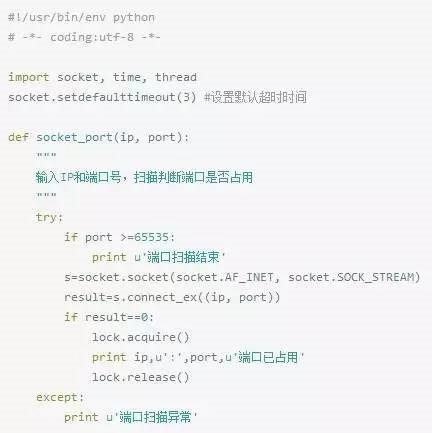 #!/usr/bin/env python
# -*- coding:utf-8 -*-
import socket, time, thread
socket.setdefaulttimeout(3) #设置默认超时时间
def socket_port(ip, port):
    """
    输入IP和端口号，扫描判断端口是否占用
    """
    try:
        if port >=65535:
            print u'端口扫描结束'
        s=socket.socket(socket.AF_INET, socket.SOCK_STREAM)
        result=s.connect_ex((ip, port))
        if result==0:
            lock.acquire()
            print ip,u':',port,u'端口已占用'
            lock.release()
    except:
        print u'端口扫描异常'